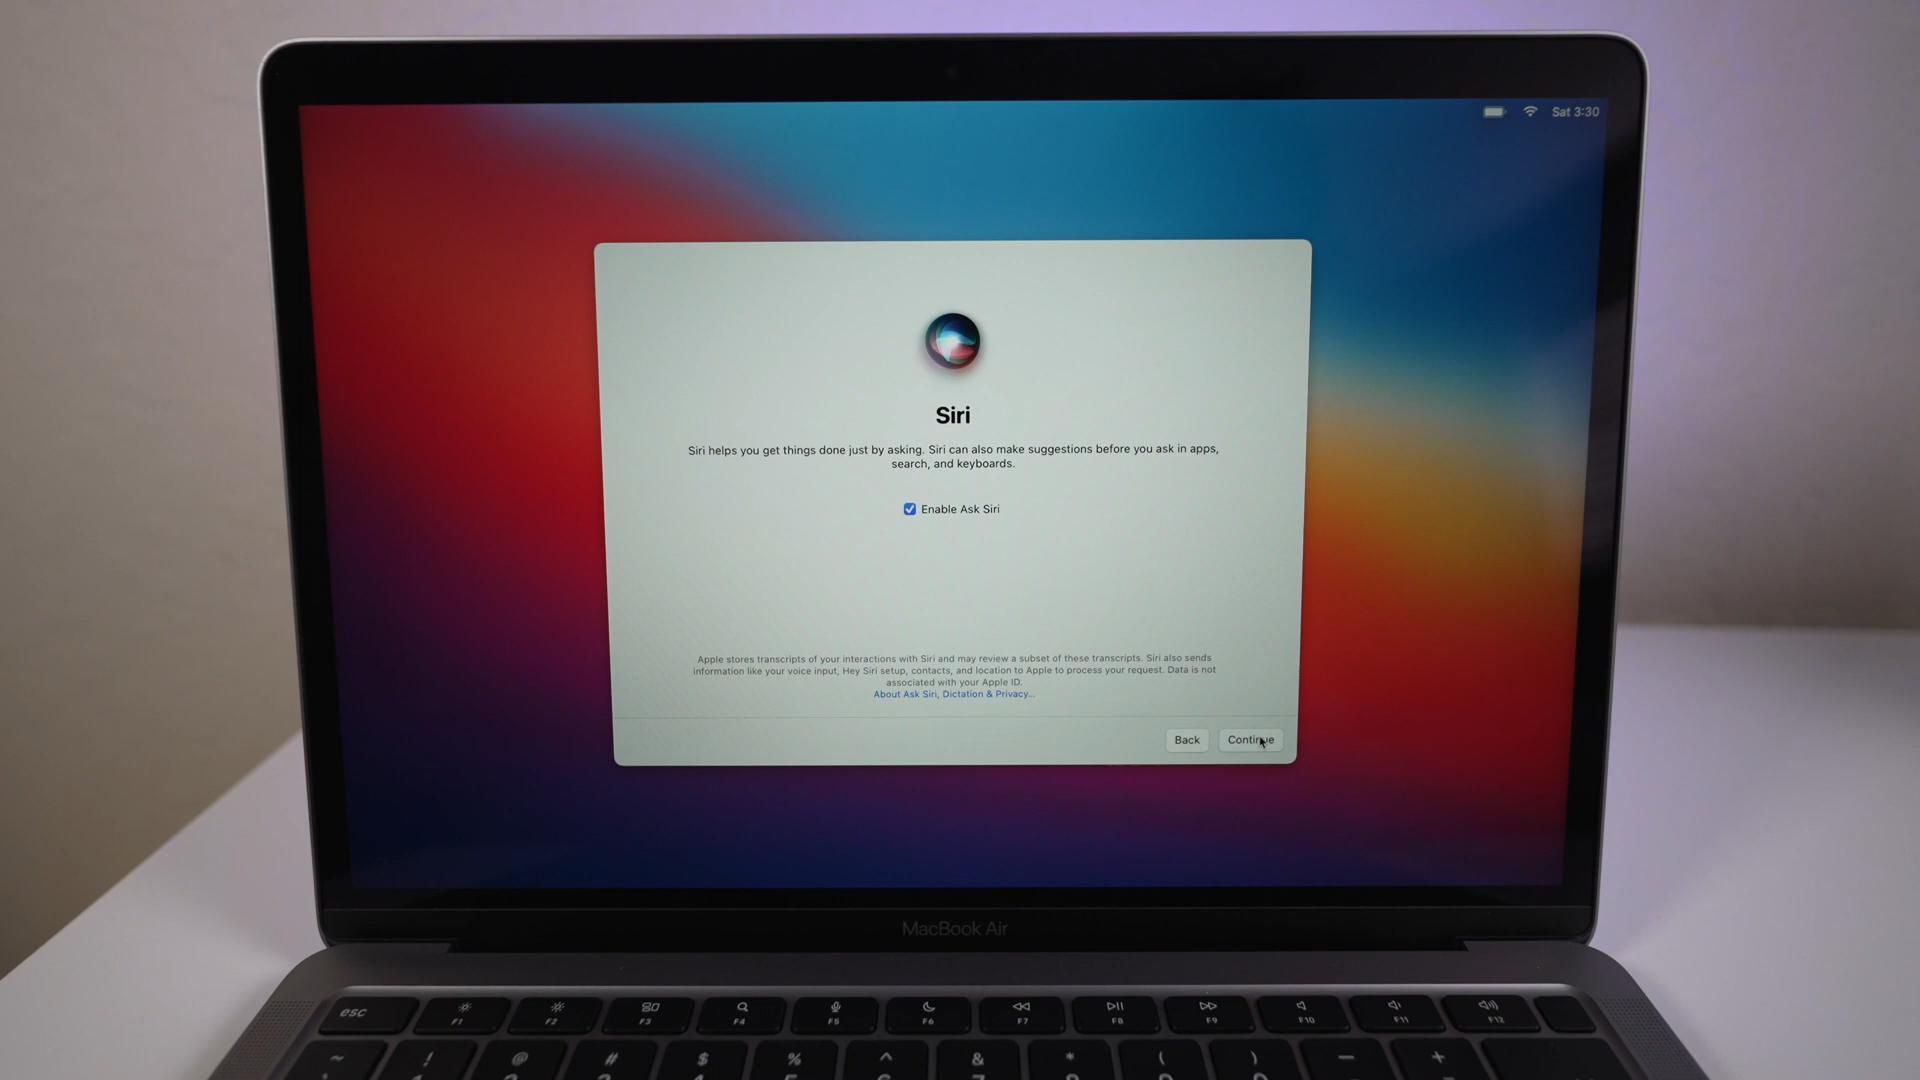 Sat 3:30
Siri
Siri helps you get things done just by asking. Siri can also make suggestions before you ask in apps,
search, and keyboards.
Enable Ask Siri
Apple stores transcripts of your interactions with Siri and may review a subset of these transcripts. Siri also sends
information like your voice input, Hey Siri setup, contacts, and location to Apple to process your request. Data is not
associated with your Apple ID.
About Ask Siri, Dictation & Privacy...
Back Continue
MacBook Air
esc F1 F2 F3 F4 F5 F6 F7 F8 F9 F10 F11 F12
~ ! @ # $ % ^ & * ( ) — +